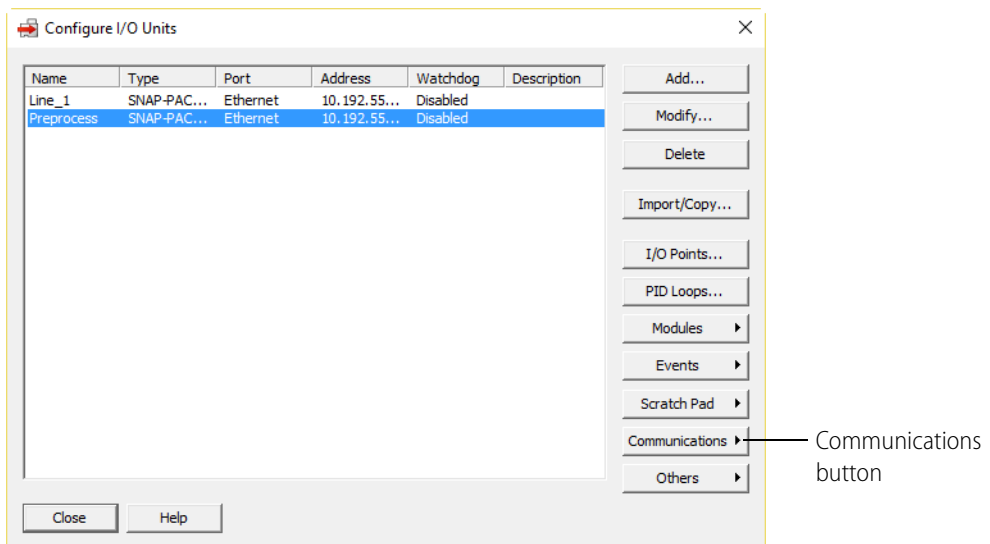 Configure I/O Units
Name Type Port Address Watchdog Description
Line_1 SNAP-PAC... Ethernet 10.192.55... Disabled
Preprocess SNAP-PAC... Ethernet 10.192.55... Disabled
Add...
Modify...
Delete
Import/Copy...
I/O Points...
PID Loops...
Modules
Events
Scratch Pad
Communications
Others
Communications
button
Close Help